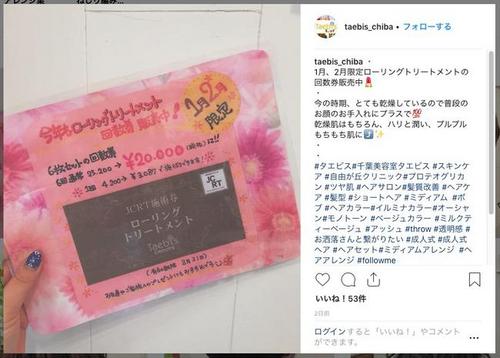 taebis_chiba • フォローする
taebis_chiba •
1月、2月限定ローリングトリートメントの
回数券販売中
・
今の時期、とても乾燥しているので普段の
お顔のお手入れにプラスで💯
乾燥肌はもちろん、ハリと潤い、プルプル
もちもち肌に⤴️✨
・
・
#タエビス#千葉美容室タエビス #スキンケ
ア #自由が丘クリニック#プロテオグリカ
ン #ツヤ肌 #ヘアサロン#髪質改善 #ヘアケ
ア #髪型 #ショートヘア #ミディアム #ボ
ブ #ヘアカラー#イルミナカラー#オーシャ
ン#モノトーン #ベージュカラー #ミルクテ
ィーベージュ #アッシュ #throw #透明感#
お洒落さんと繋がりたい #成人式 #成人式
ヘア #ヘアセット#ミディアムアレンジ #ヘ
アアレンジ #followme
いいね！53件
2日前
ログインすると「いいね！」やコメント
ができます。
今年もローリングトリートメント
回数券 販売中!
1月2月
限定
6枚セットの回数券
6回通常 25.200 → ¥20.000
1回 4.200 →
JC
RT
JCRT施術券
ローリング
トリートメント
Taebis